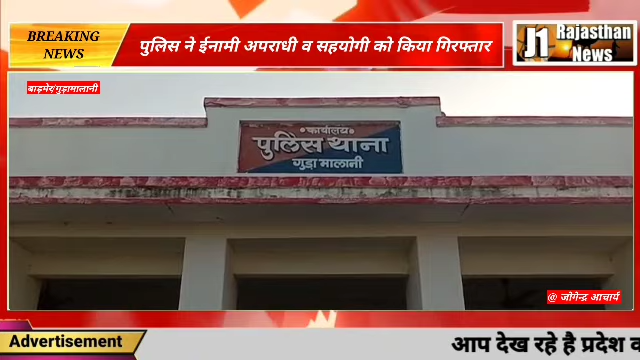 BREAKING
NEWS
पुलिस ने ईनामी अपराधी व सहयोगी को किया गिरफ्तार
J1 Rajasthan
News
बाड़मेर/गुड़ामालानी
कार्यालय
पुलिस थाना
गुड़ा मालानी
@ जोगेन्द्र आचार्य
Advertisement
आप देख रहे है प्रदेश